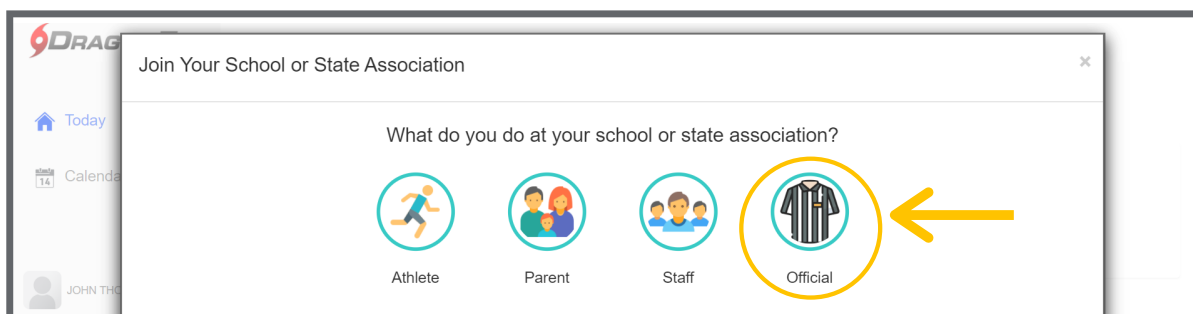 DRAG
Join Your School or State Association
×
Today
What do you do at your school or state association?
14
Calenda
Athlete
Parent
Staff
Official
JOHN THO